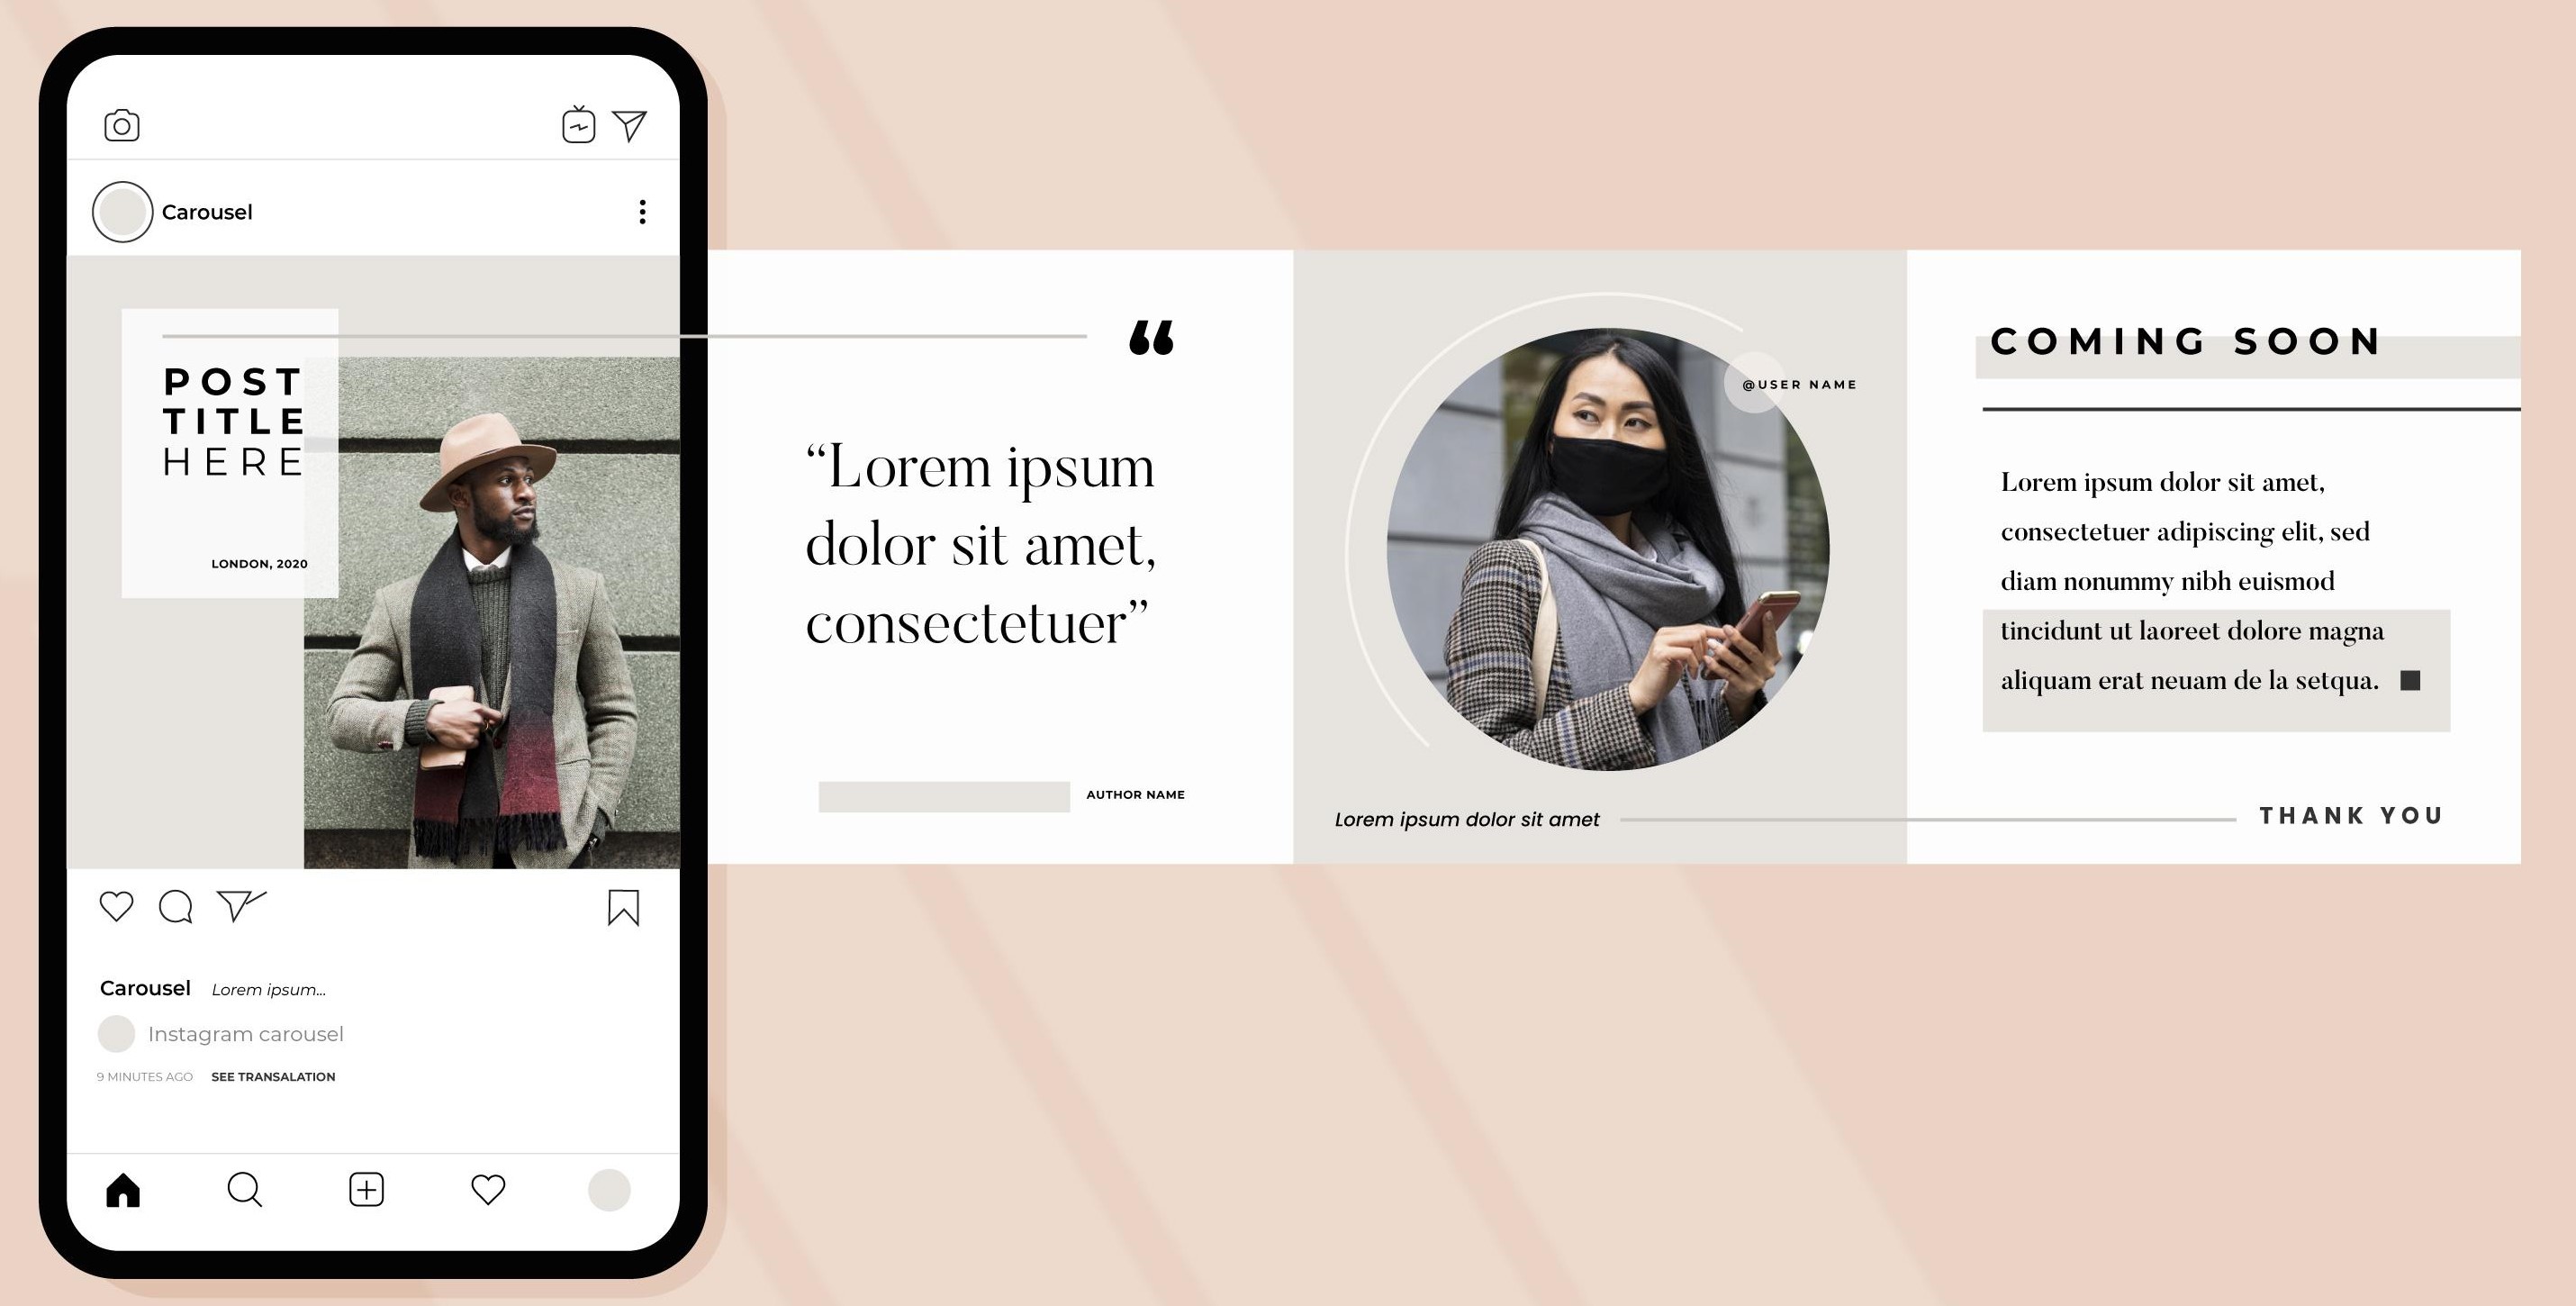 Carousel
POST
TITLE
HERE
LONDON, 2020
Carousel Lorem ipsum...
Instagram carousel
9 MINUTES AGO SEE TRANSALATION
“
“Lorem ipsum
dolor sit amet,
consectetuer”
AUTHOR NAME
@USER NAME
Lorem ipsum dolor sit amet
COMING SOON
Lorem ipsum dolor sit amet,
consectetuer adipiscing elit, sed
diam nonummy nibh euismod
tincidunt ut laoreet dolore magna
aliquam erat neuam de la setqua.
THANK YOU